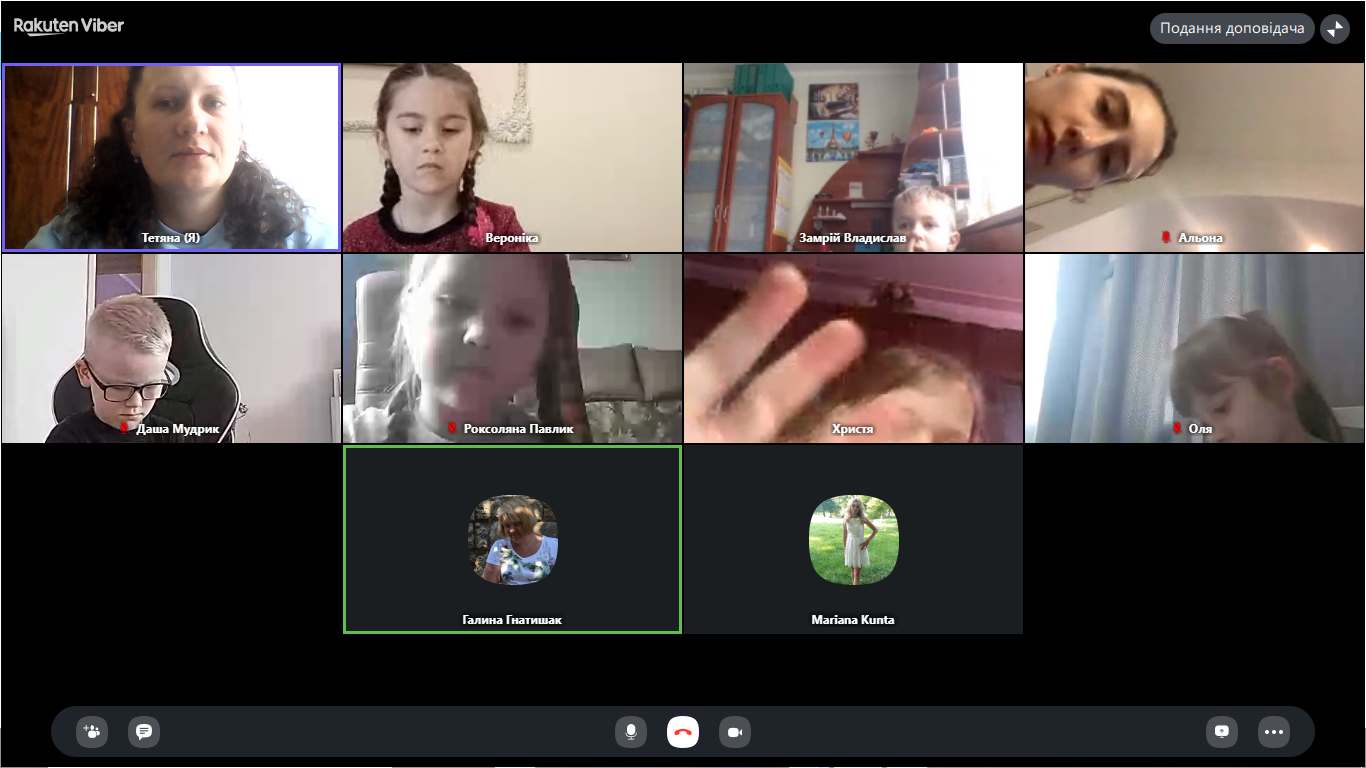 Rakuten Viber
Подання доповідача
Тетяна (Я)
Вероніка
Замрій Владислав
Альона
Даша Мудрик
Роксоляна Павлик
Христя
Оля
Галина Гнатишак
Mariana Kunta